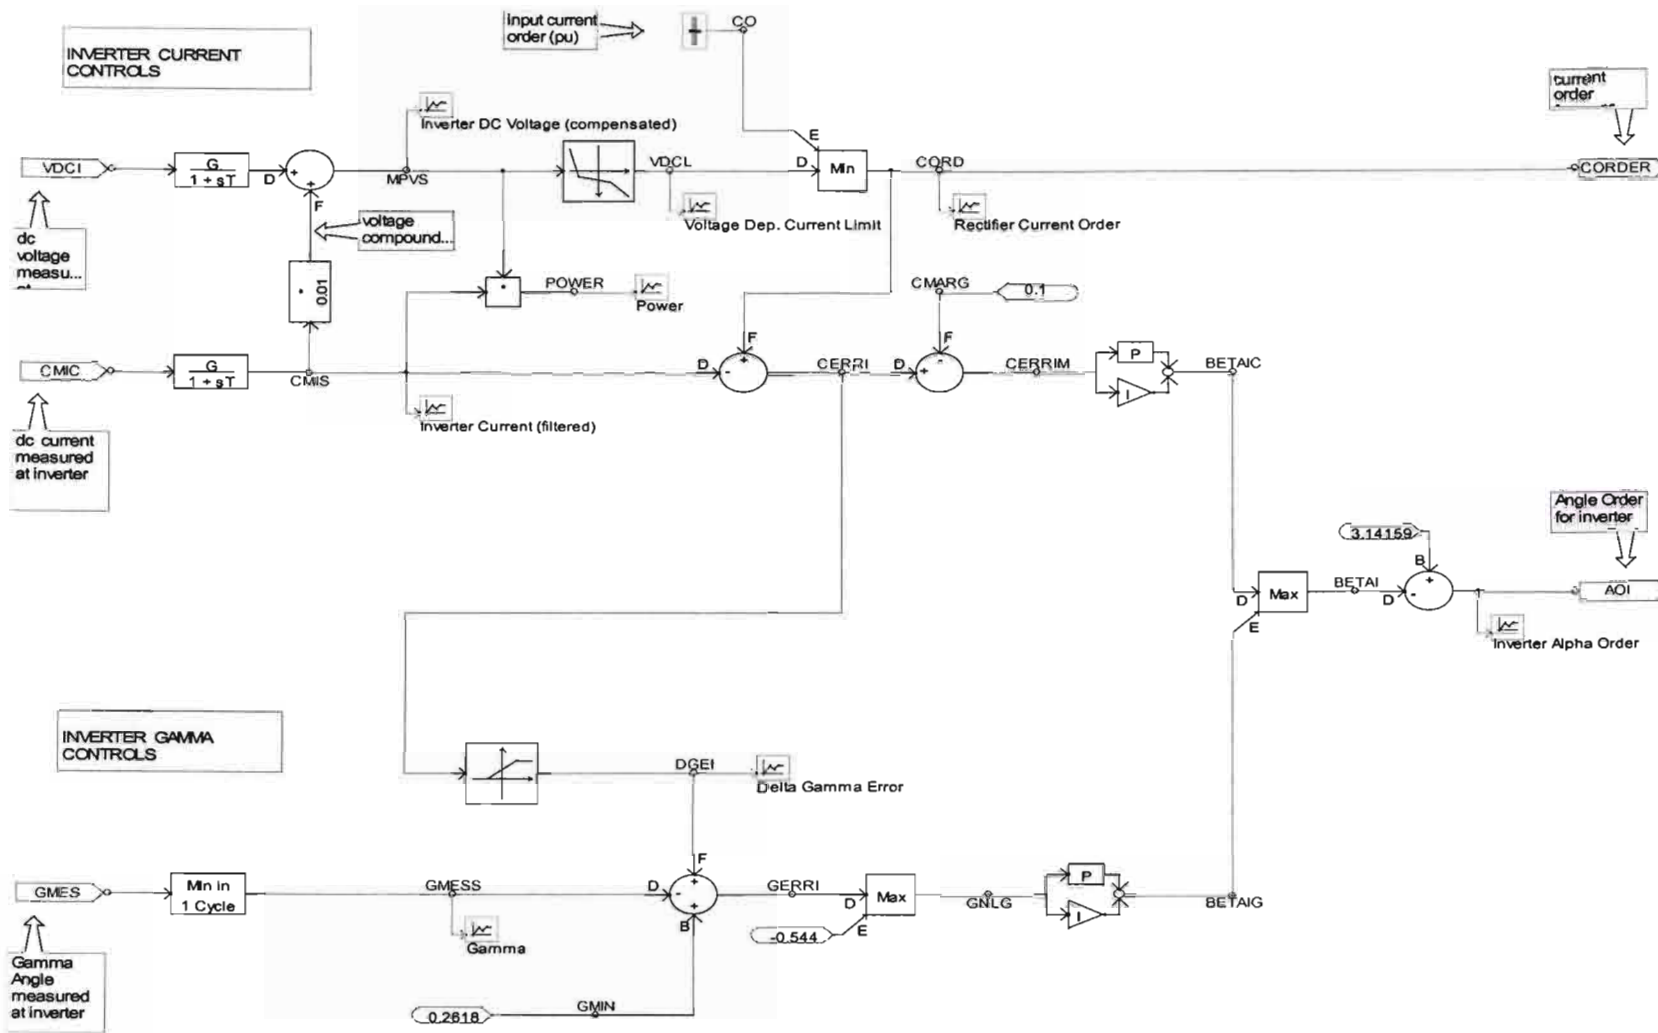 INVERTER CURRENT
CONTROLS
Input current
order (pu)
CO
current
order
Inverter DC Voltage (compensated)
E
VDCI
G
1 + sT
D
+
+
F
MPVS
VDCL
D
Min
CORD
CORDER
voltage
compound...
Voltage Dep. Current Limit
Rectifier Current Order
dc
voltage
measu...
at
*
0.01
*
POWER
Power
CMARG
0.1
CMIC
G
1 + sT
CMIS
F
D
+
-
CERRI
F
D
-
+
CERRIM
P
I
BETAIC
Inverter Current (filtered)
dc current
measured
at inverter
Angle Order
for inverter
3.14159
B
D
E
Max
BETAI
D
+
-
AOI
Inverter Alpha Order
INVERTER GAMMA
CONTROLS
DGEI
Delta Gamma Error
F
GMES
Min in
1 Cycle
GMESS
D
+
-
+
B
GERRI
D
E
Max
GNLG
P
I
BETAIG
-0.544
Gamma
Gamma
Angle
measured
at inverter
0.2618
GMIN